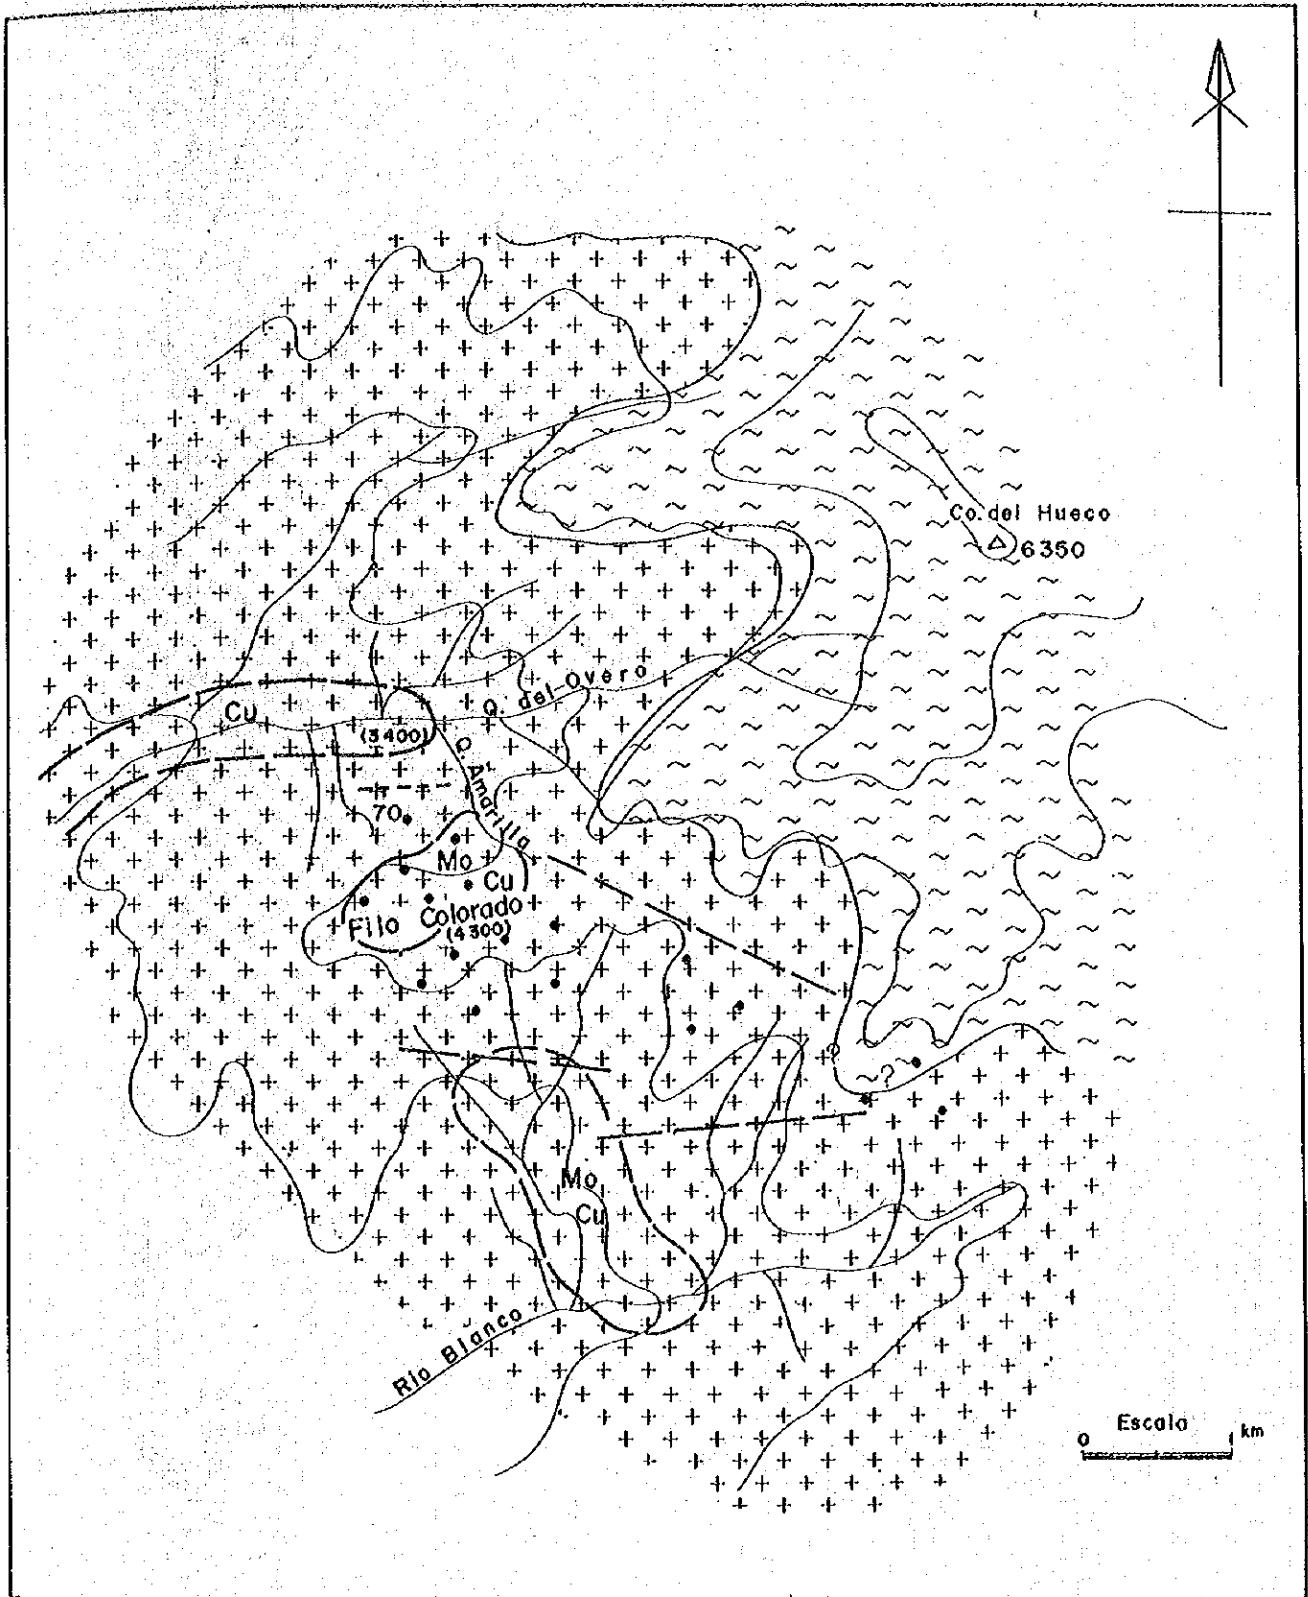 Co. del Hueco
6350
Q. del Overo
Cu
(3400)
Q. Amarilla
70
Mo
Cu
Filo Colorado
(4300)
?
?
Mo
Cu
Río Blanco
Escala
0 1 km